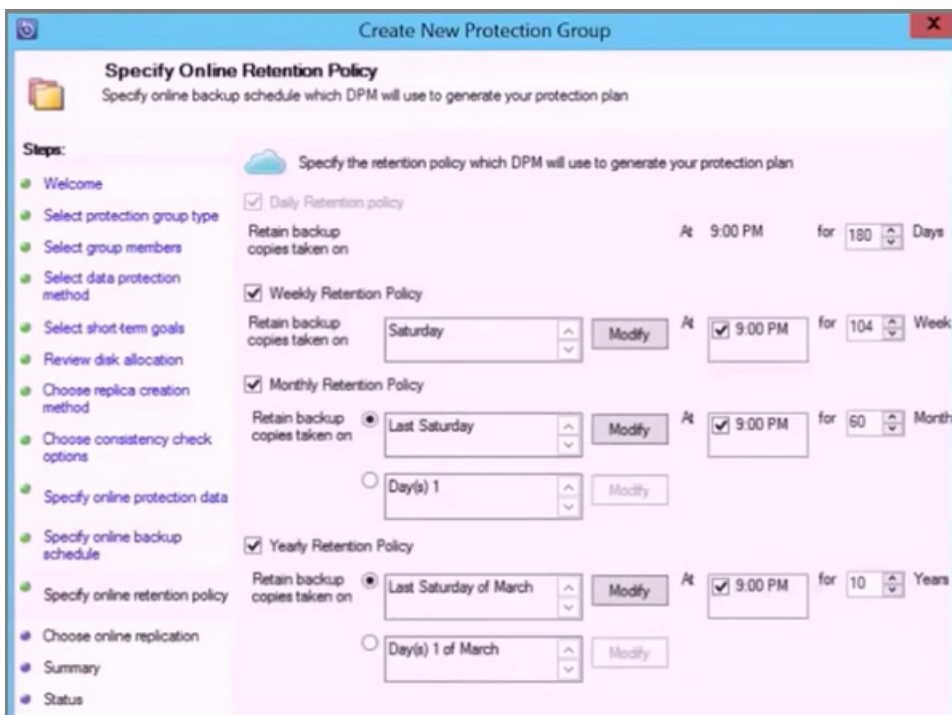 Create New Protection Group
X
Specify Online Retention Policy
Specify online backup schedule which DPM will use to generate your protection plan
Steps:
Welcome
Select protection group type
Select group members
Select data protection
method
Select short-term goals
Review disk allocation
Choose replica creation
method
Choose consistency check
options
Specify online protection data
Specify online backup
schedule
Specify online retention policy
Choose online replication
Summary
Status
Specify the retention policy which DPM will use to generate your protection plan
Daily Retention policy
Retain backup
copies taken on
At 9:00 PM for 180 Days
Weekly Retention Policy
Retain backup
copies taken on
Saturday Modify At 9:00 PM for 104 Week
Monthly Retention Policy
Retain backup
copies taken on
Last Saturday Modify At 9:00 PM for 60 Month
Day(s) 1 Modify
Yearly Retention Policy
Retain backup
copies taken on
Last Saturday of March Modify At 9:00 PM for 10 Years
Day(s) 1 of March Modify